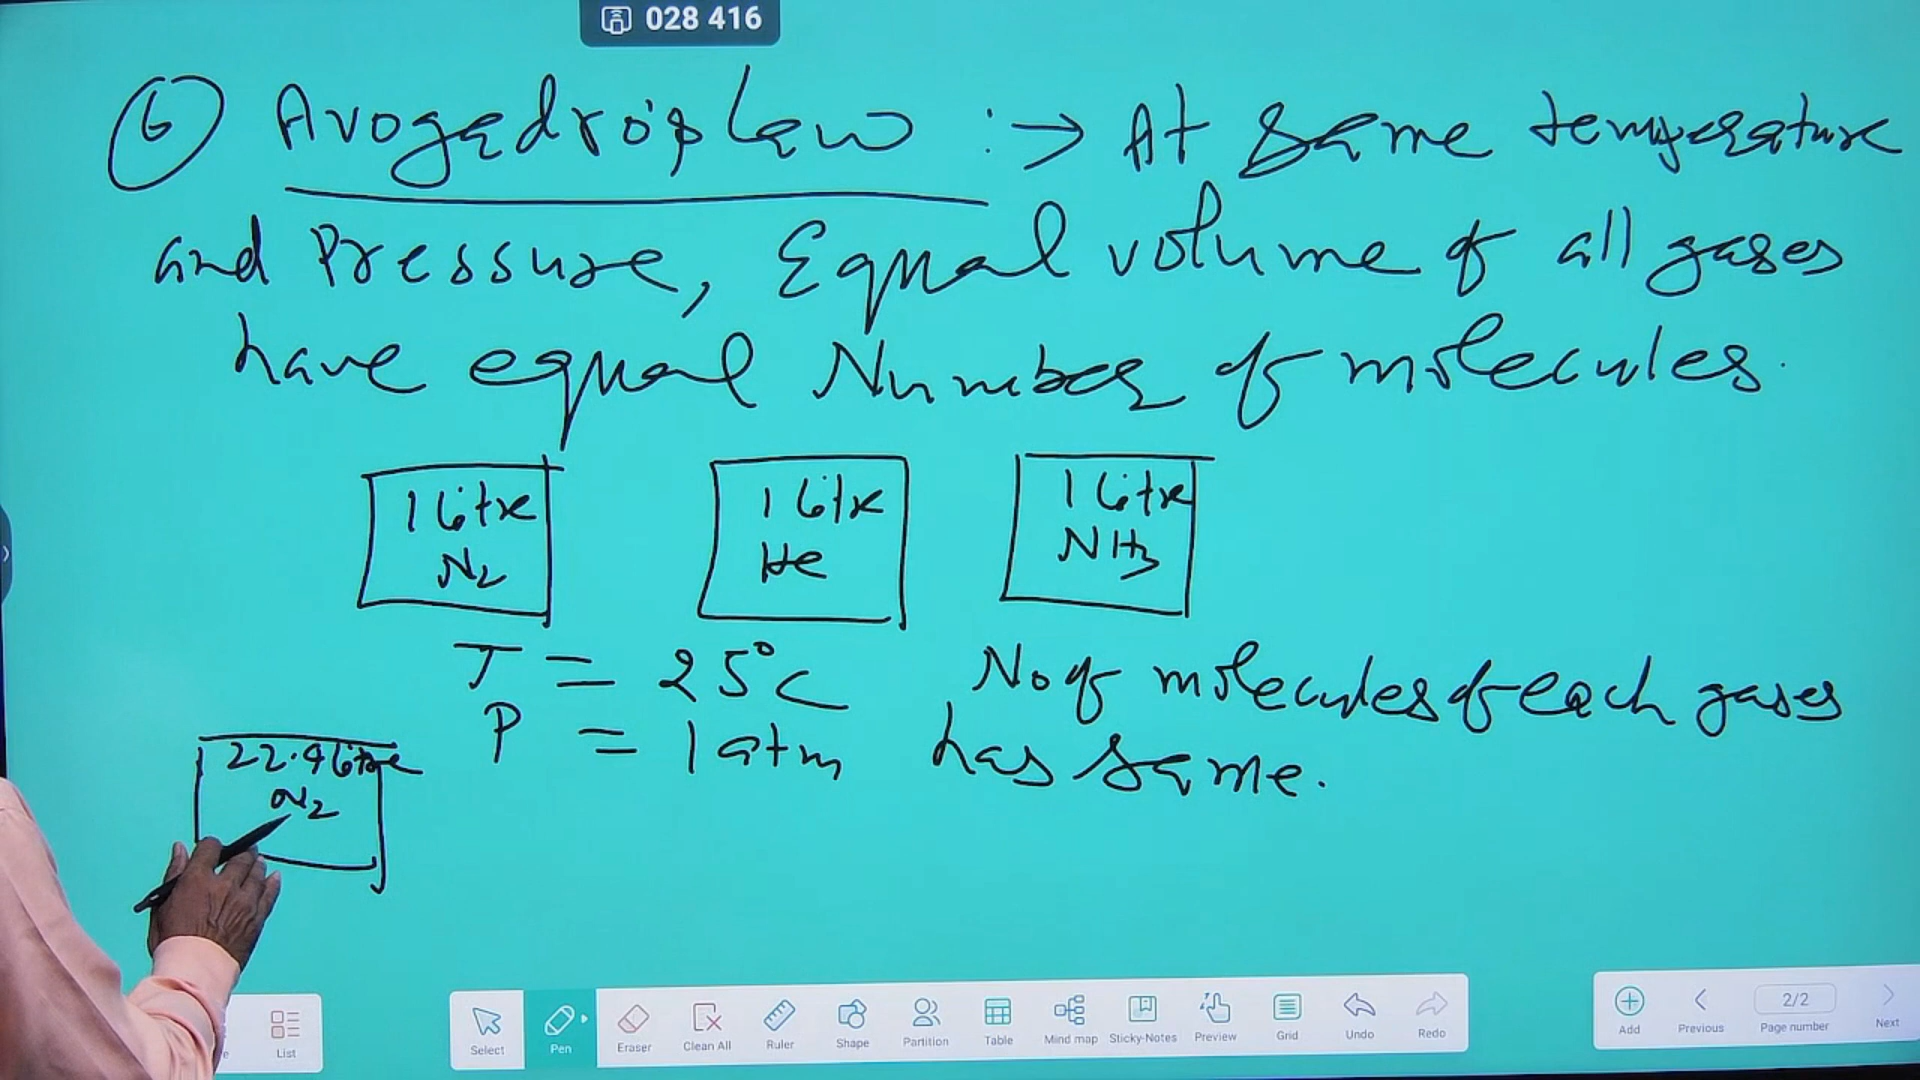 028 416
6 Avogadro's Law :→ At same temperature
and Pressure, Equal volume of all gases
have equal Number of molecules.
1 Litre
N2
1 Litre
He
1 Litre
NH3
T = 25°C
P = 1 atm
No of molecules of each gases
has same.
22.4 Litre
N2
List
Select
Pen
Eraser
Clean All
Ruler
Shape
Partition
Table
Mind map
Sticky-Notes
Preview
Grid
Undo
Redo
Add
Previous
2/2
Page number
Next